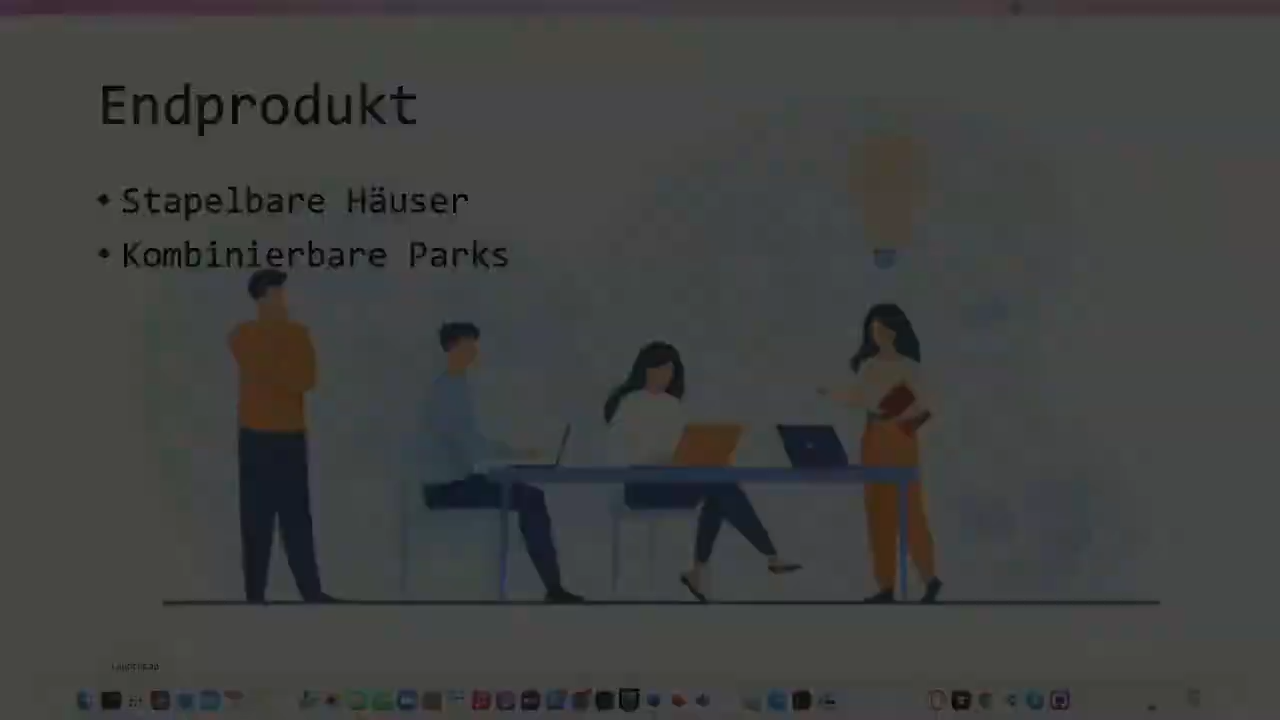 Endprodukt
• Stapelbare Häuser
• Kombinierbare Parks